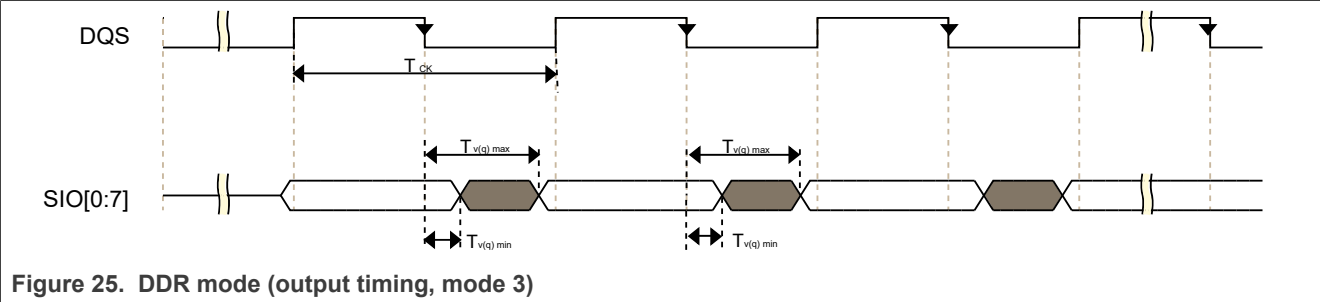 DQS
T CK
T v(q) max
T v(q) max
SIO[0:7]
T v(q) min
T v(q) min
Figure 25. DDR mode (output timing, mode 3)